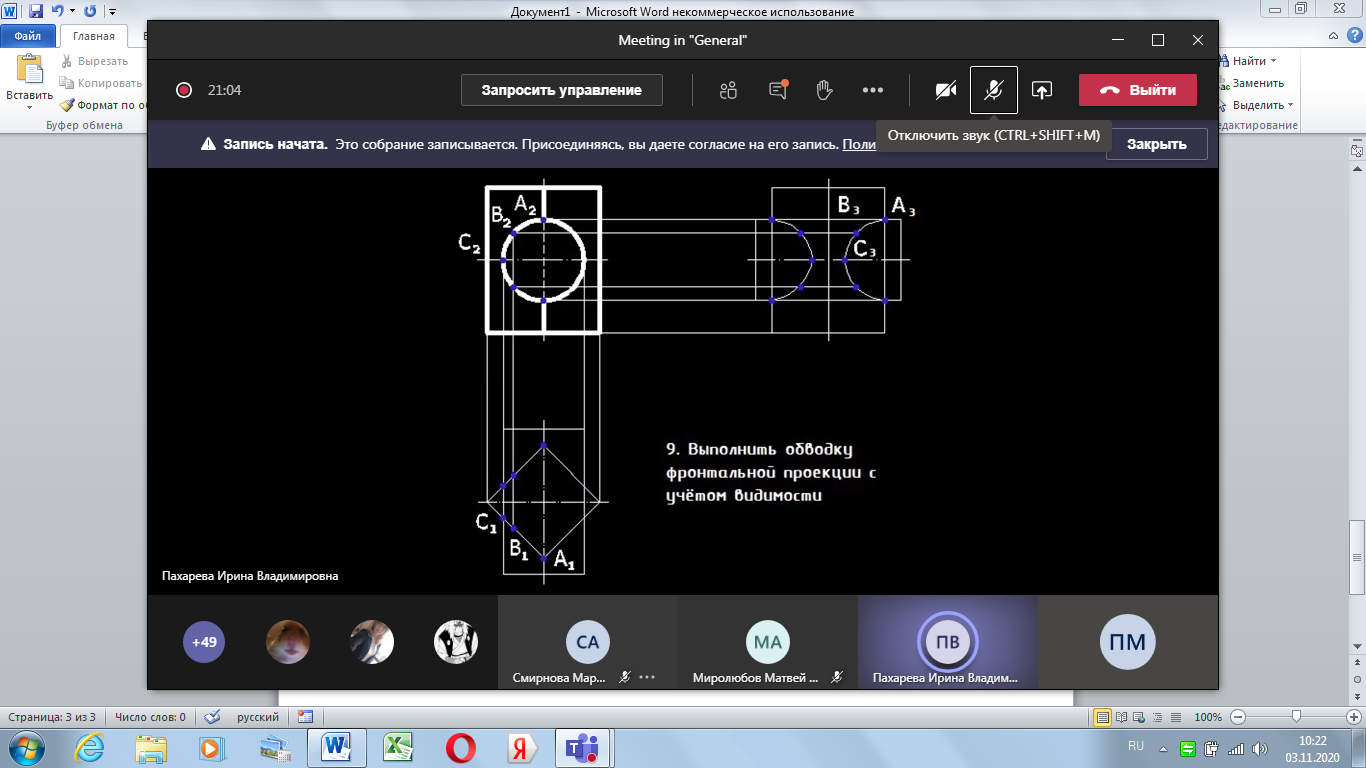 Документ1 - Microsoft Word некоммерческое использование
Файл
Главная
Вставить
Вырезать
Копировать
Формат по
Буфер обмена
Найти
Заменить
Выделить
Meeting in "General"
21:04
Запросить управление
Выйти
Отключить звук (CTRL+SHIFT+M)
Запись начата. Это собрание записывается. Присоединяясь, вы даете согласие на его запись.
Закрыть
A₂
B₂
C₂
B₃
A₃
C₃
9. Выполнить обводку
фронтальной проекции с
учётом видимости
C₁
B₁
A₁
Пахарева Ирина Владимировна
+49
СА
МА
ПВ
ПМ
Смирнова Мар...
Миролюбов Матвей ...
Пахарева Ирина Владим...
Страница: 3 из 3
Число слов: 0
русский
100%
RU
10:22
03.11.2020